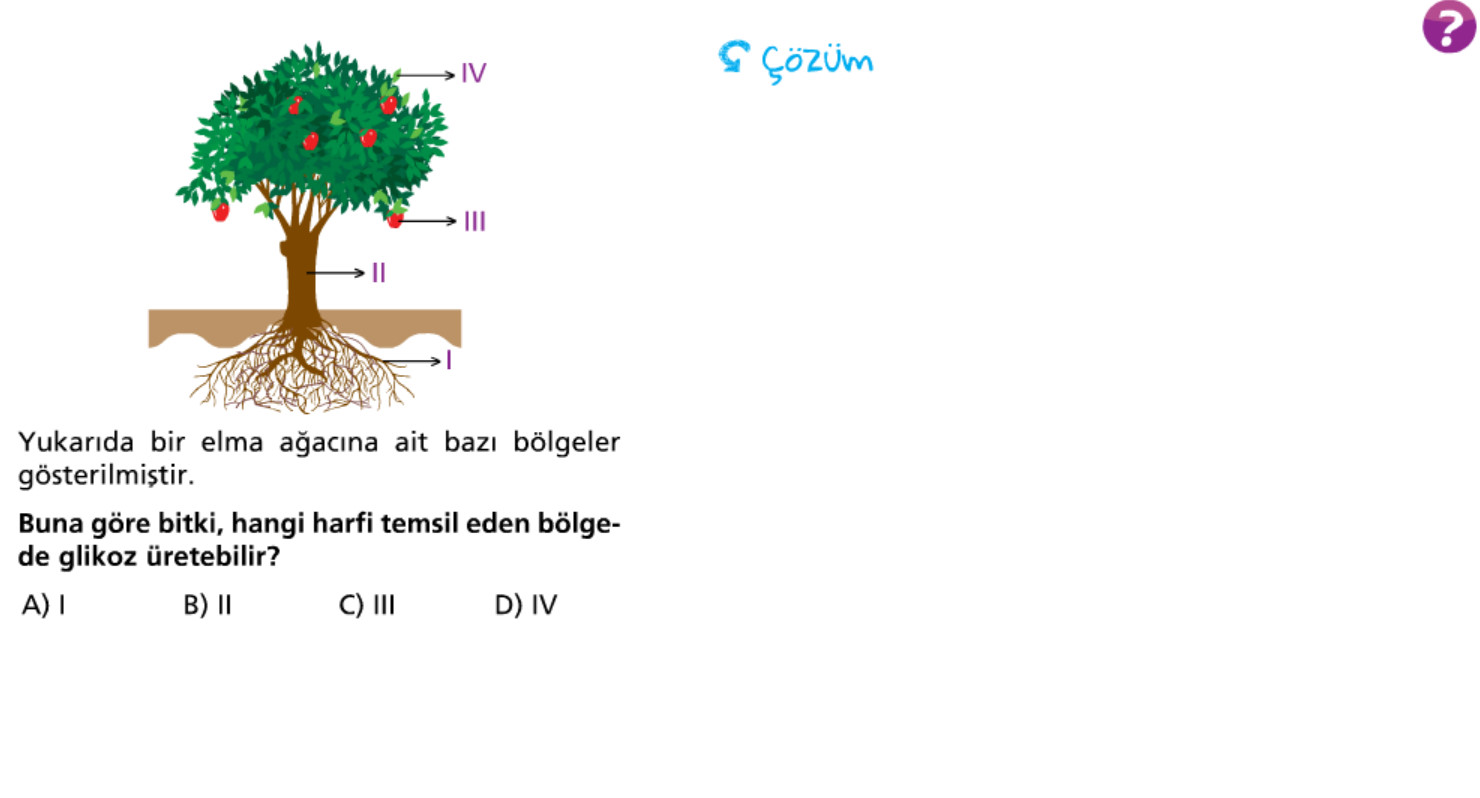 IV
III
II
I
Yukarıda bir elma ağacına ait bazı bölgeler
gösterilmiştir.
Buna göre bitki, hangi harfi temsil eden bölge-
de glikoz üretebilir?
A) I B) II C) III D) IV
Çözüm
?